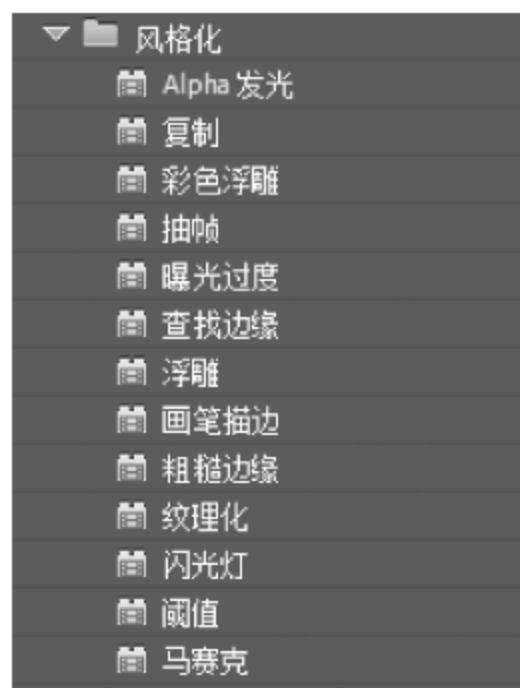 风格化
Alpha 发光
复制
彩色浮雕
抽帧
曝光过度
查找边缘
浮雕
画笔描边
粗糙边缘
纹理化
闪光灯
阈值
马赛克